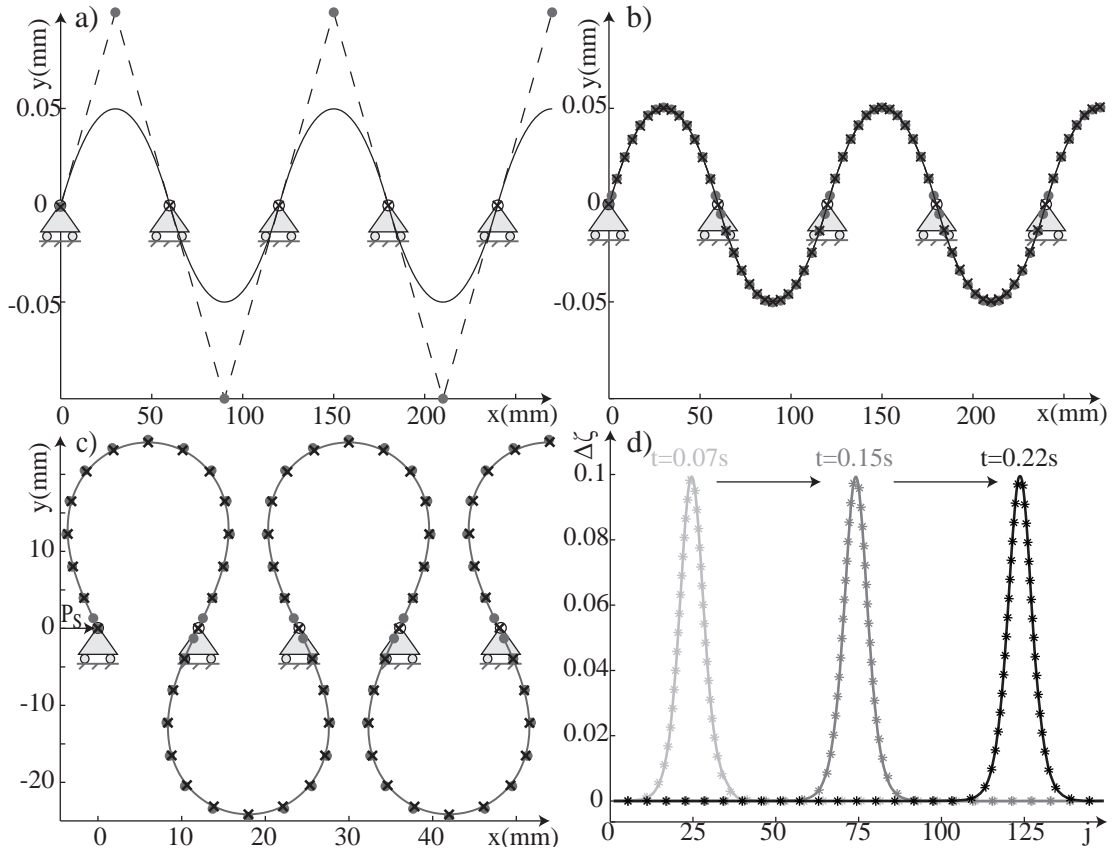 a)
y(mm)
0.05
0
-0.05
0 50 100 150 200
x(mm)
b)
y(mm)
0.05
0
-0.05
0 50 100 150 200
x(mm)
c)
y(mm)
10
0
-10
-20
P_S
0 10 20 30 40
x(mm)
d)
Δζ
t=0.07s t=0.15s t=0.22s
0.1
0.08
0.06
0.04
0.02
0
0 25 50 75 100 125
j